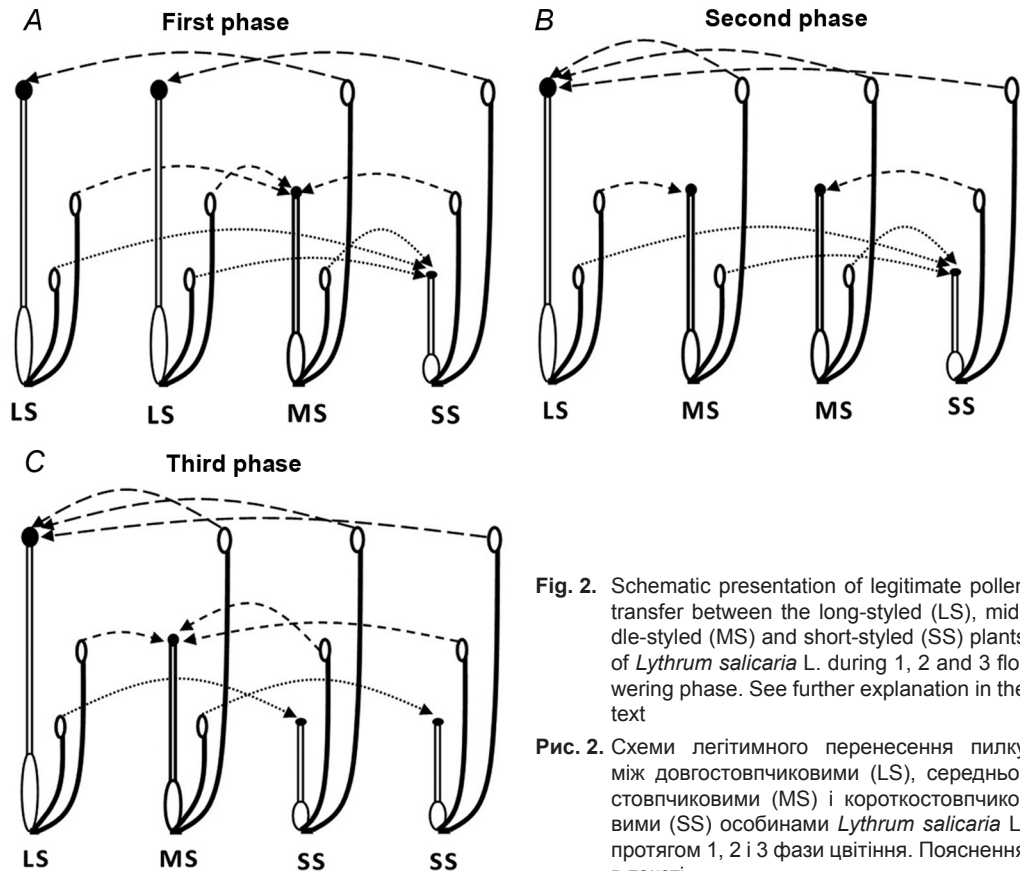 A
First phase
LS
LS
MS
SS
B
Second phase
LS
MS
MS
SS
C
Third phase
LS
MS
SS
SS
Fig. 2. Schematic presentation of legitimate pollen
transfer between the long-styled (LS), mid-
dle-styled (MS) and short-styled (SS) plants
of Lythrum salicaria L. during 1, 2 and 3 flo
wering phase. See further explanation in the
text
Рис. 2. Схеми легітимного перенесення пилку
між довгостовпчиковими (LS), середньо
стовпчиковими (MS) і короткостовпчико
вими (SS) особинами Lythrum salicaria L
протягом 1, 2 і 3 фази цвітіння. Пояснення